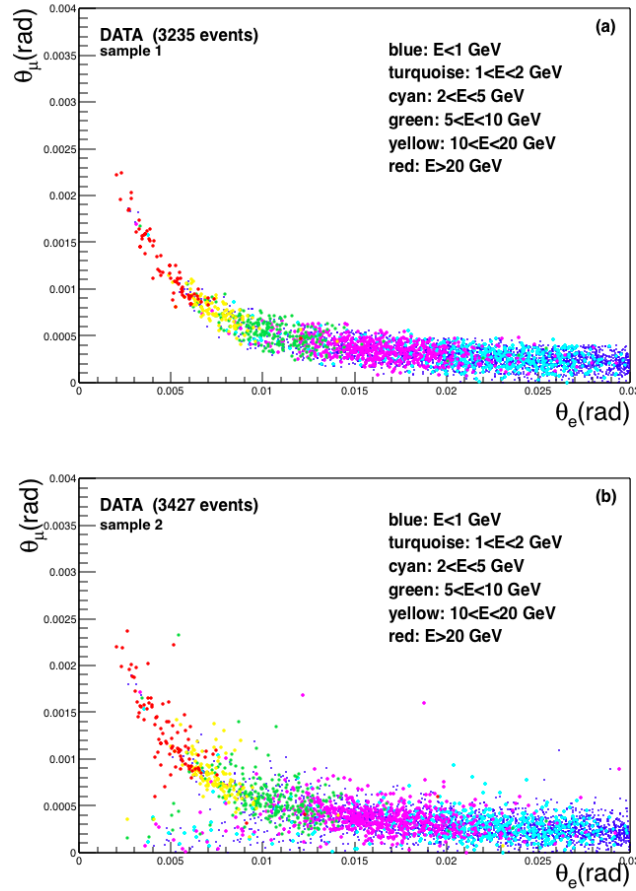 0.004
DATA (3235 events)
sample 1
(a)
θμ(rad)
blue: E<1 GeV
turquoise: 1<E<2 GeV
cyan: 2<E<5 GeV
green: 5<E<10 GeV
yellow: 10<E<20 GeV
red: E>20 GeV
0.0035
0.003
0.0025
0.002
0.0015
0.001
0.0005
0
0 0.005 0.01 0.015 0.02 0.025 0.03
θe(rad)
0.004
DATA (3427 events)
sample 2
(b)
θμ(rad)
blue: E<1 GeV
turquoise: 1<E<2 GeV
cyan: 2<E<5 GeV
green: 5<E<10 GeV
yellow: 10<E<20 GeV
red: E>20 GeV
0.0035
0.003
0.0025
0.002
0.0015
0.001
0.0005
0
0 0.005 0.01 0.015 0.02 0.025 0.03
θe(rad)